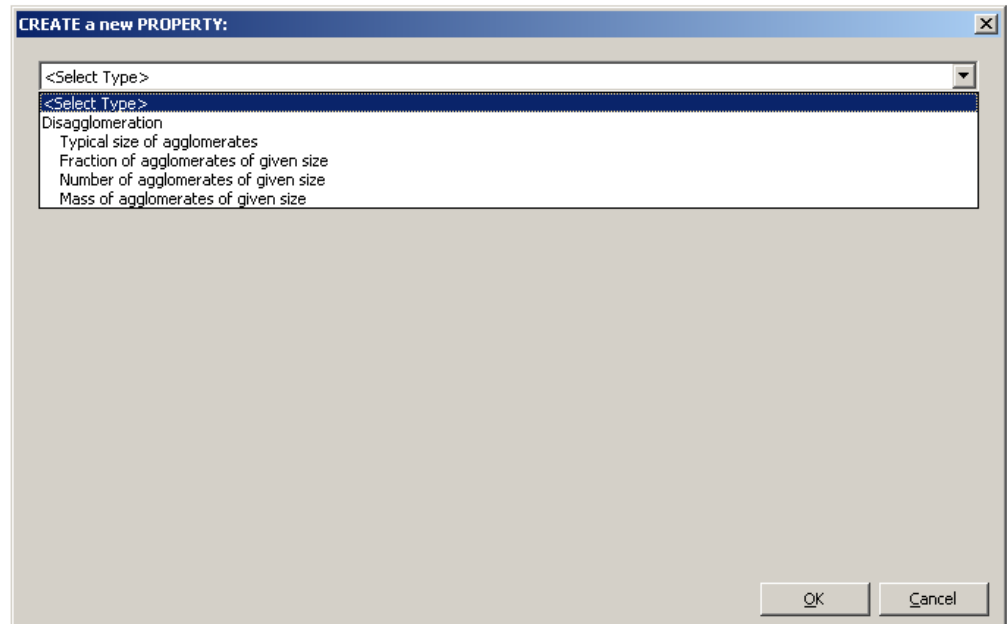 CREATE a new PROPERTY:
<Select Type>
<Select Type>
Disagglomeration
Typical size of agglomerates
Fraction of agglomerates of given size
Number of agglomerates of given size
Mass of agglomerates of given size
OK Cancel